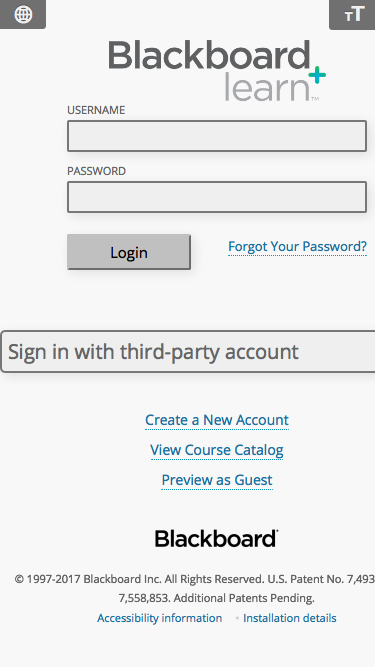 TT
Blackboard
learn+™
USERNAME
PASSWORD
Login
Forgot Your Password?
Sign in with third-party account
Create a New Account
View Course Catalog
Preview as Guest
Blackboard
© 1997-2017 Blackboard Inc. All Rights Reserved. U.S. Patent No. 7,493
7,558,853. Additional Patents Pending.
Accessibility information • Installation details